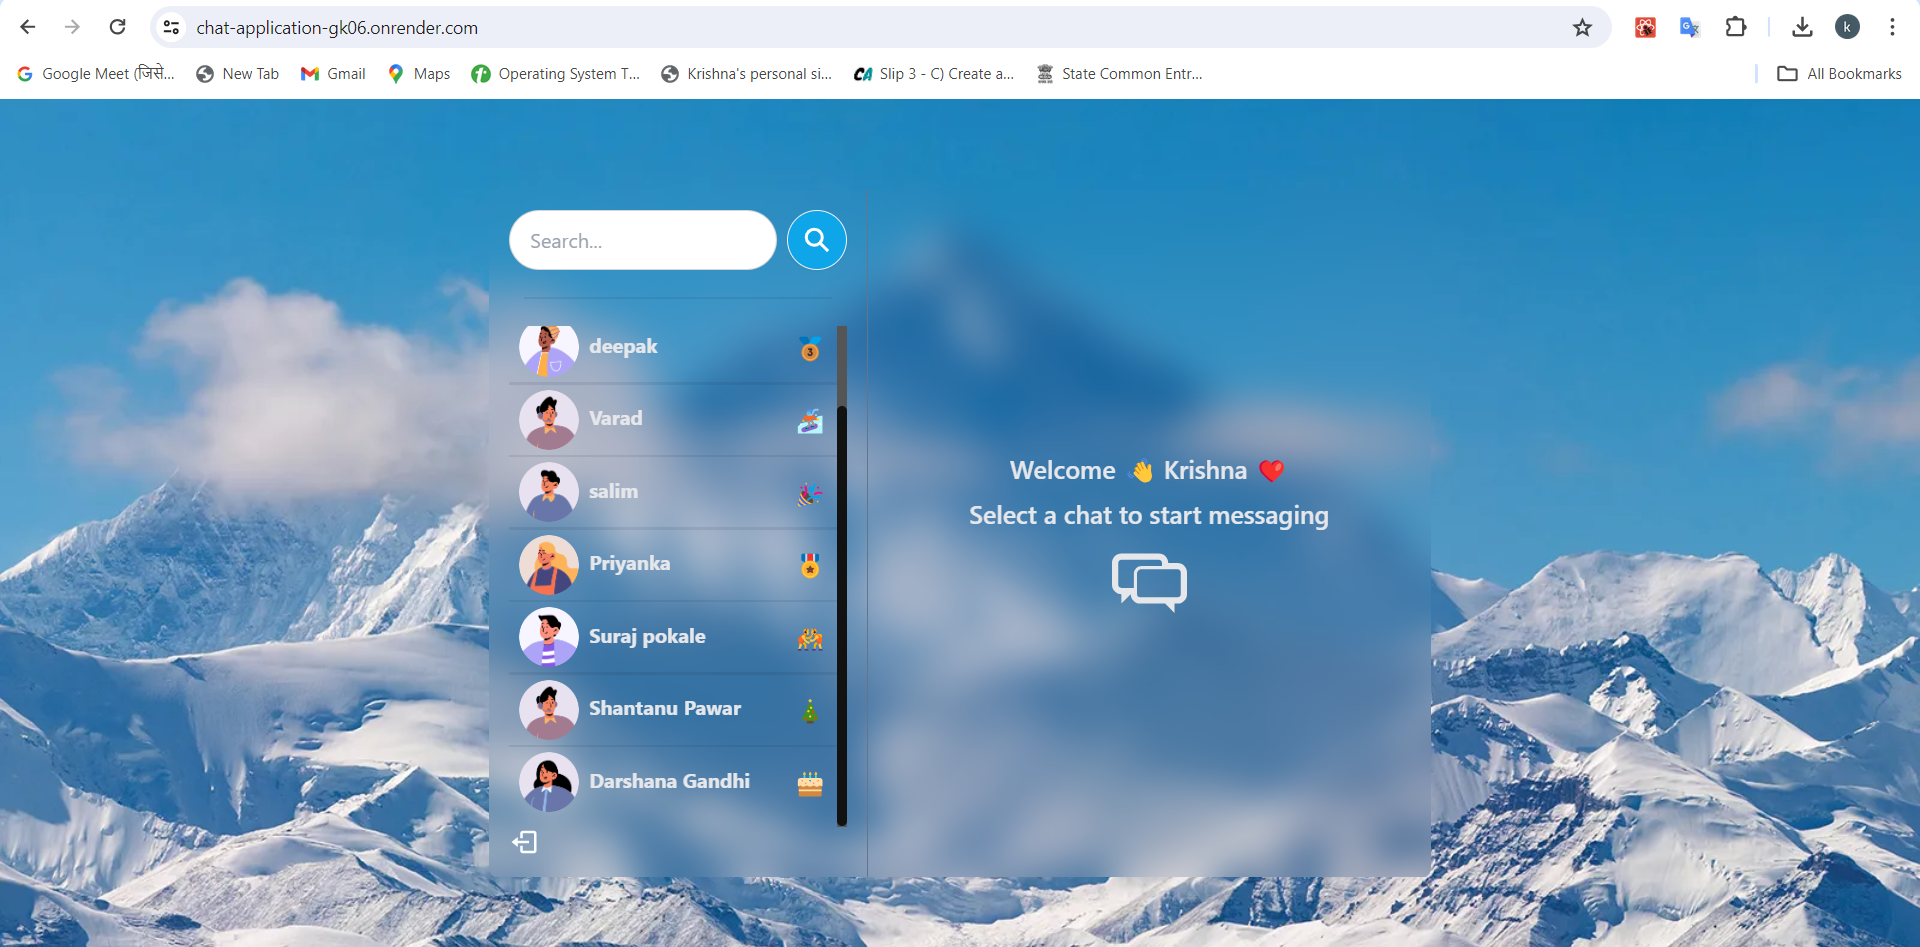 chat-application-gk06.onrender.com
k
Google Meet (जिसे...
New Tab
Gmail
Maps
Operating System T...
Krishna's personal si...
Slip 3 - C) Create a...
State Common Entr...
All Bookmarks
Search...
deepak
3
Varad
salim
Priyanka
Suraj pokale
Shantanu Pawar
Darshana Gandhi
Welcome 👋 Krishna ❤️
Select a chat to start messaging